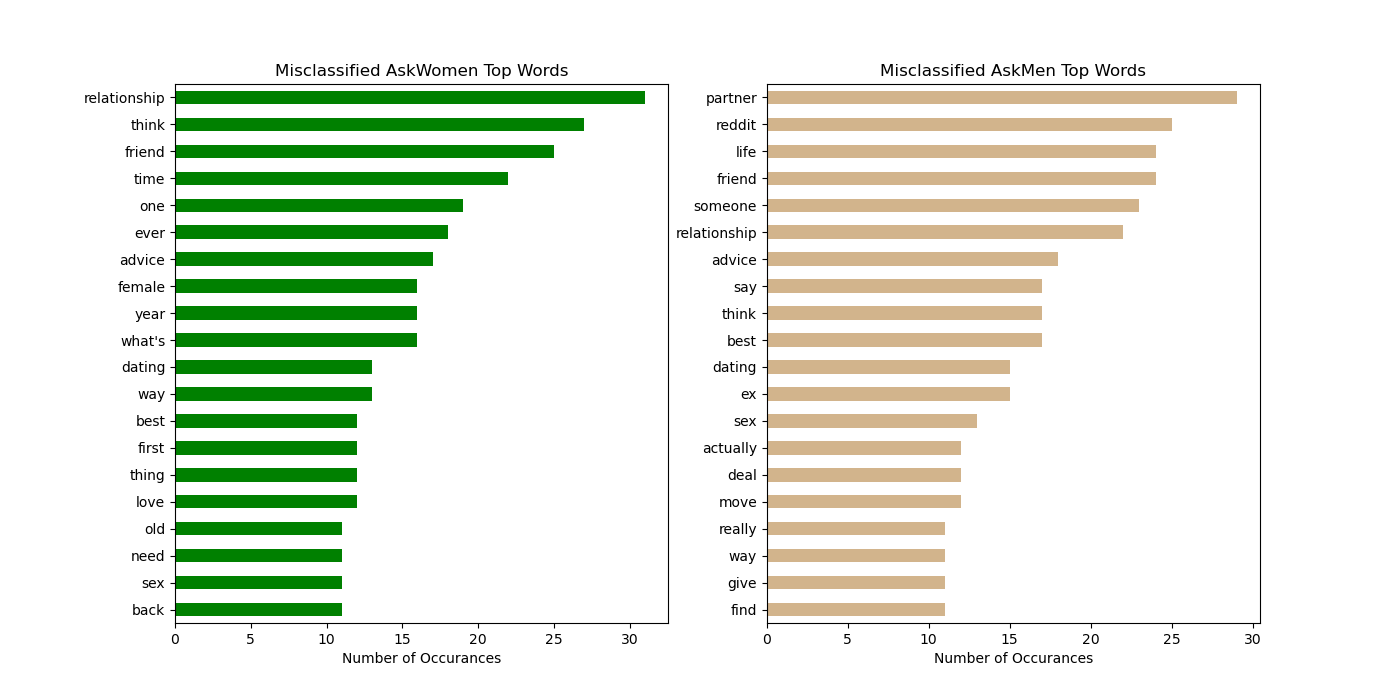 Misclassified AskWomen Top Words
relationship
think
friend
time
one
ever
advice
female
year
what's
dating
way
best
first
thing
love
old
need
sex
back
0 5 10 15 20 25 30
Number of Occurances
Misclassified AskMen Top Words
partner
reddit
life
friend
someone
relationship
advice
say
think
best
dating
ex
sex
actually
deal
move
really
way
give
find
0 5 10 15 20 25 30
Number of Occurances